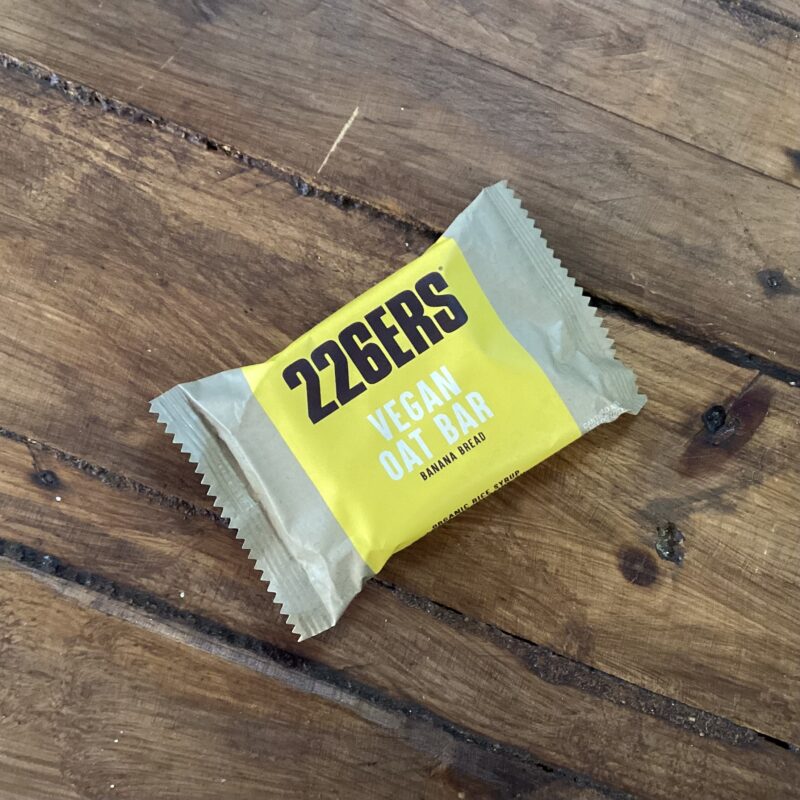 226ERS®
VEGAN
OAT BAR
BANANA BREAD
ORGANIC RICE SYRUP